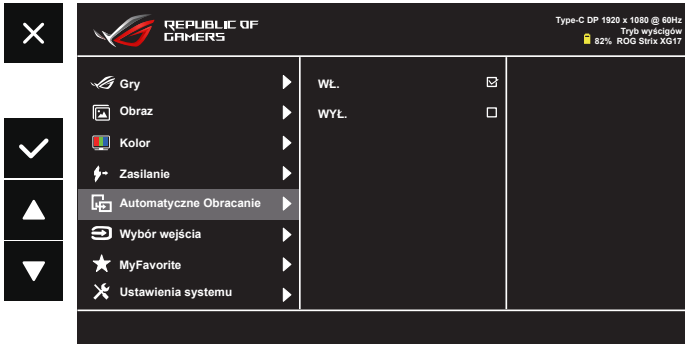 REPUBLIC OF
GAMERS
Type-C DP 1920 x 1080 @ 60Hz
Tryb wyścigów
82% ROG Strix XG17
Gry
Obraz
Kolor
Zasilanie
Automatyczne Obracanie
Wybór wejścia
MyFavorite
Ustawienia systemu
WŁ.
WYŁ.